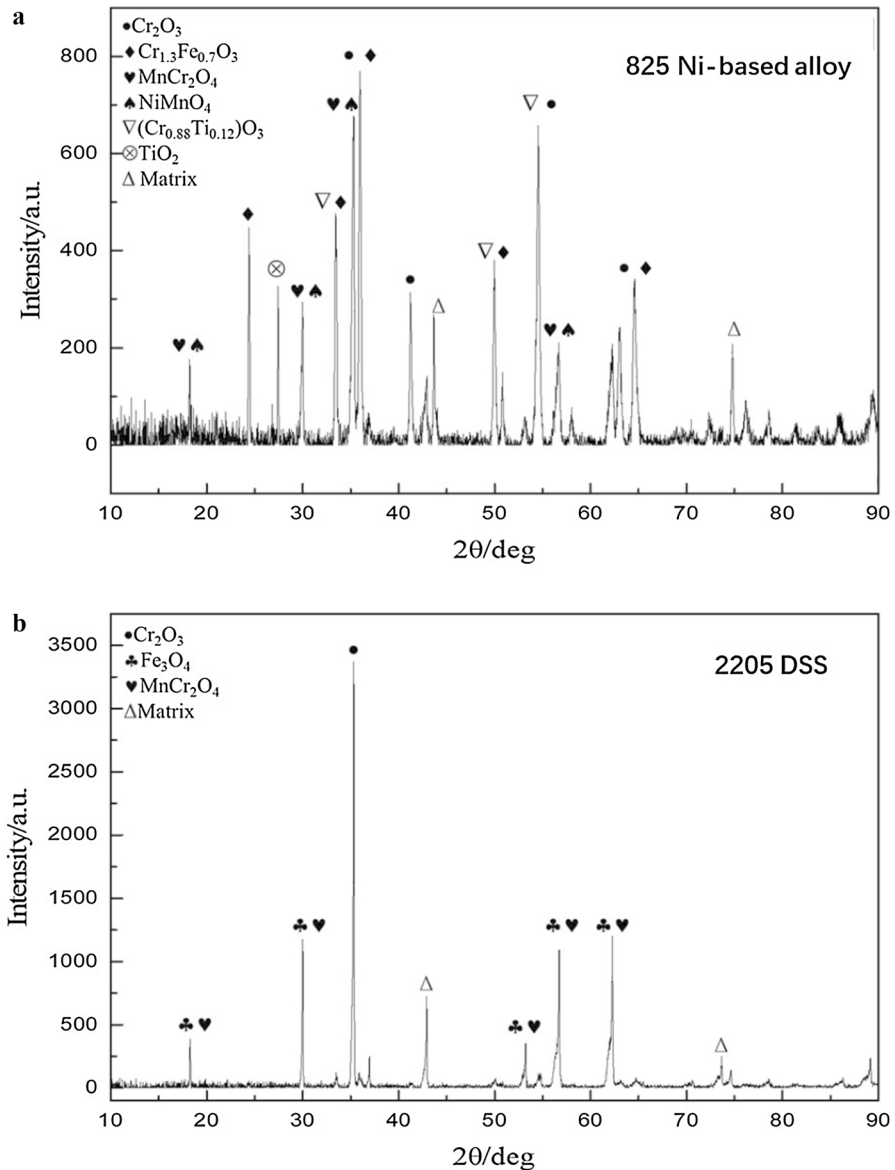 a
● Cr₂O₃
♦ Cr₁.₃Fe₀.₇O₃
♥ MnCr₂O₄
♠ NiMnO₄
▽ (Cr₀.₈₈Ti₀.₁₂)O₃
⊗ TiO₂
△ Matrix
825 Ni-based alloy
Intensity/a.u.
800
600
400
200
0
10 20 30 40 50 60 70 80 90
2θ/deg
b
● Cr₂O₃
♣ Fe₃O₄
♥ MnCr₂O₄
△ Matrix
2205 DSS
Intensity/a.u.
3500
3000
2500
2000
1500
1000
500
0
10 20 30 40 50 60 70 80 90
2θ/deg